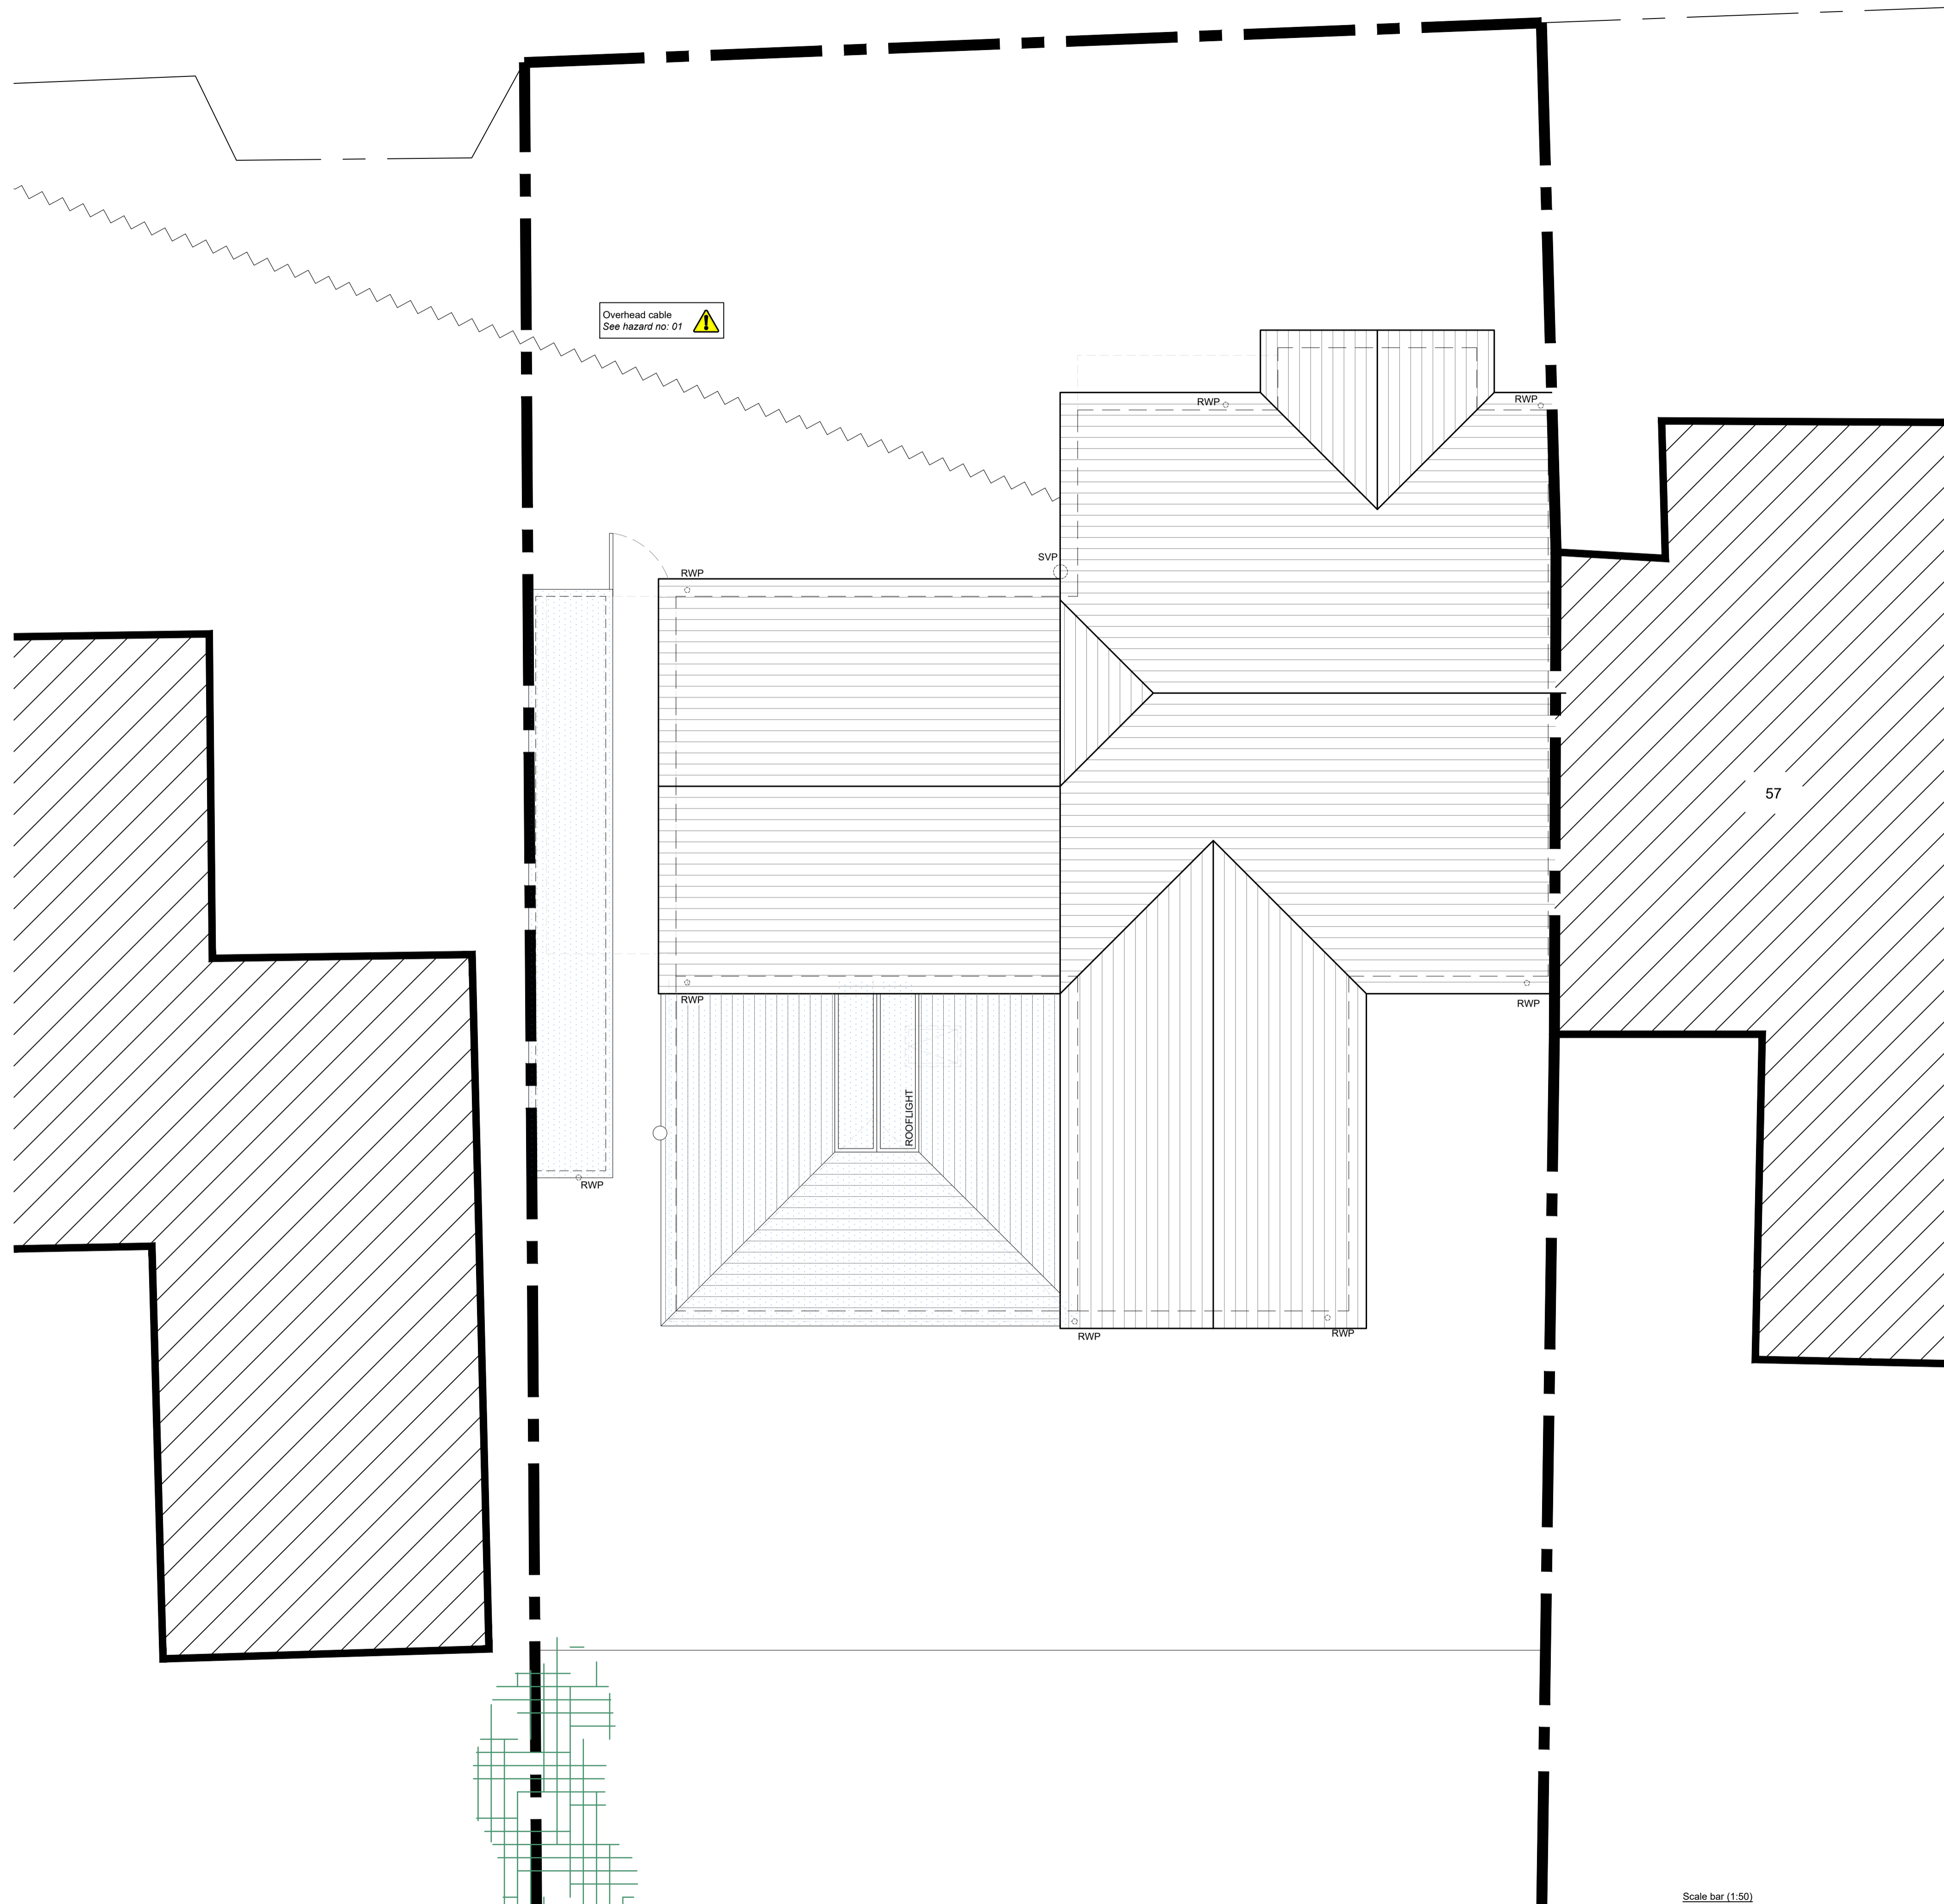 Overhead cable
See hazard no: 01
RWP
RWP
SVP
RWP
57
RWP
RWP
ROOFLIGHT
RWP
RWP
RWP
Scale bar (1:50)